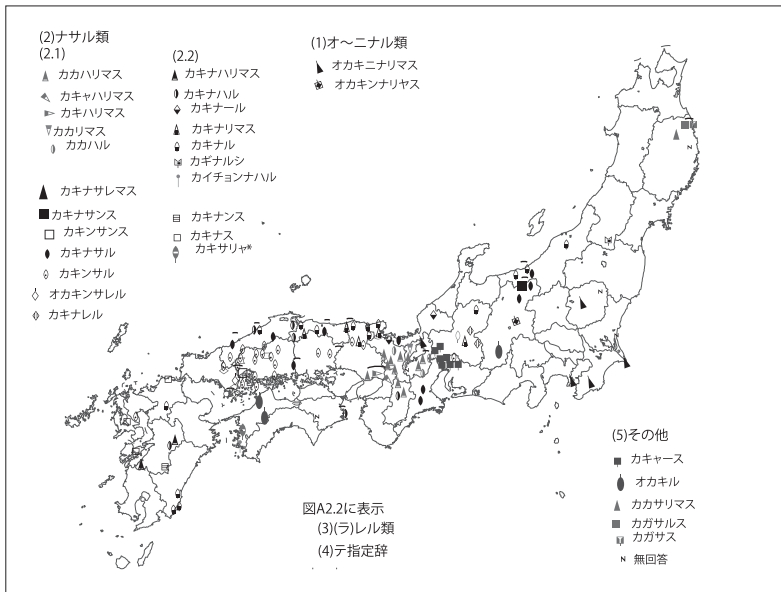 (2)ナサル類
(2.1)
カカハリマス
カキャハリマス
カキハリマス
カカリマス
カカハル
カキナサレマス
カキナサンス
カキンサンス
カキナサル
カキンサル
オカキンサレル
カキナレル
(2.2)
カキナハリマス
カキナハル
カキナール
カキナリマス
カキナル
カギナルシ
カイチョンナハル
カキナンス
カキナス
カキサリャ*
(1)オ～ニナル類
オカキニナリマス
オカキンナリヤス
図A2.2に表示
(3)(ラ)レル類
(4)テ指定辞
(5)その他
カキャース
オカキル
カカサリマス
カガサルス
カガサス
N 無回答
N
N
N